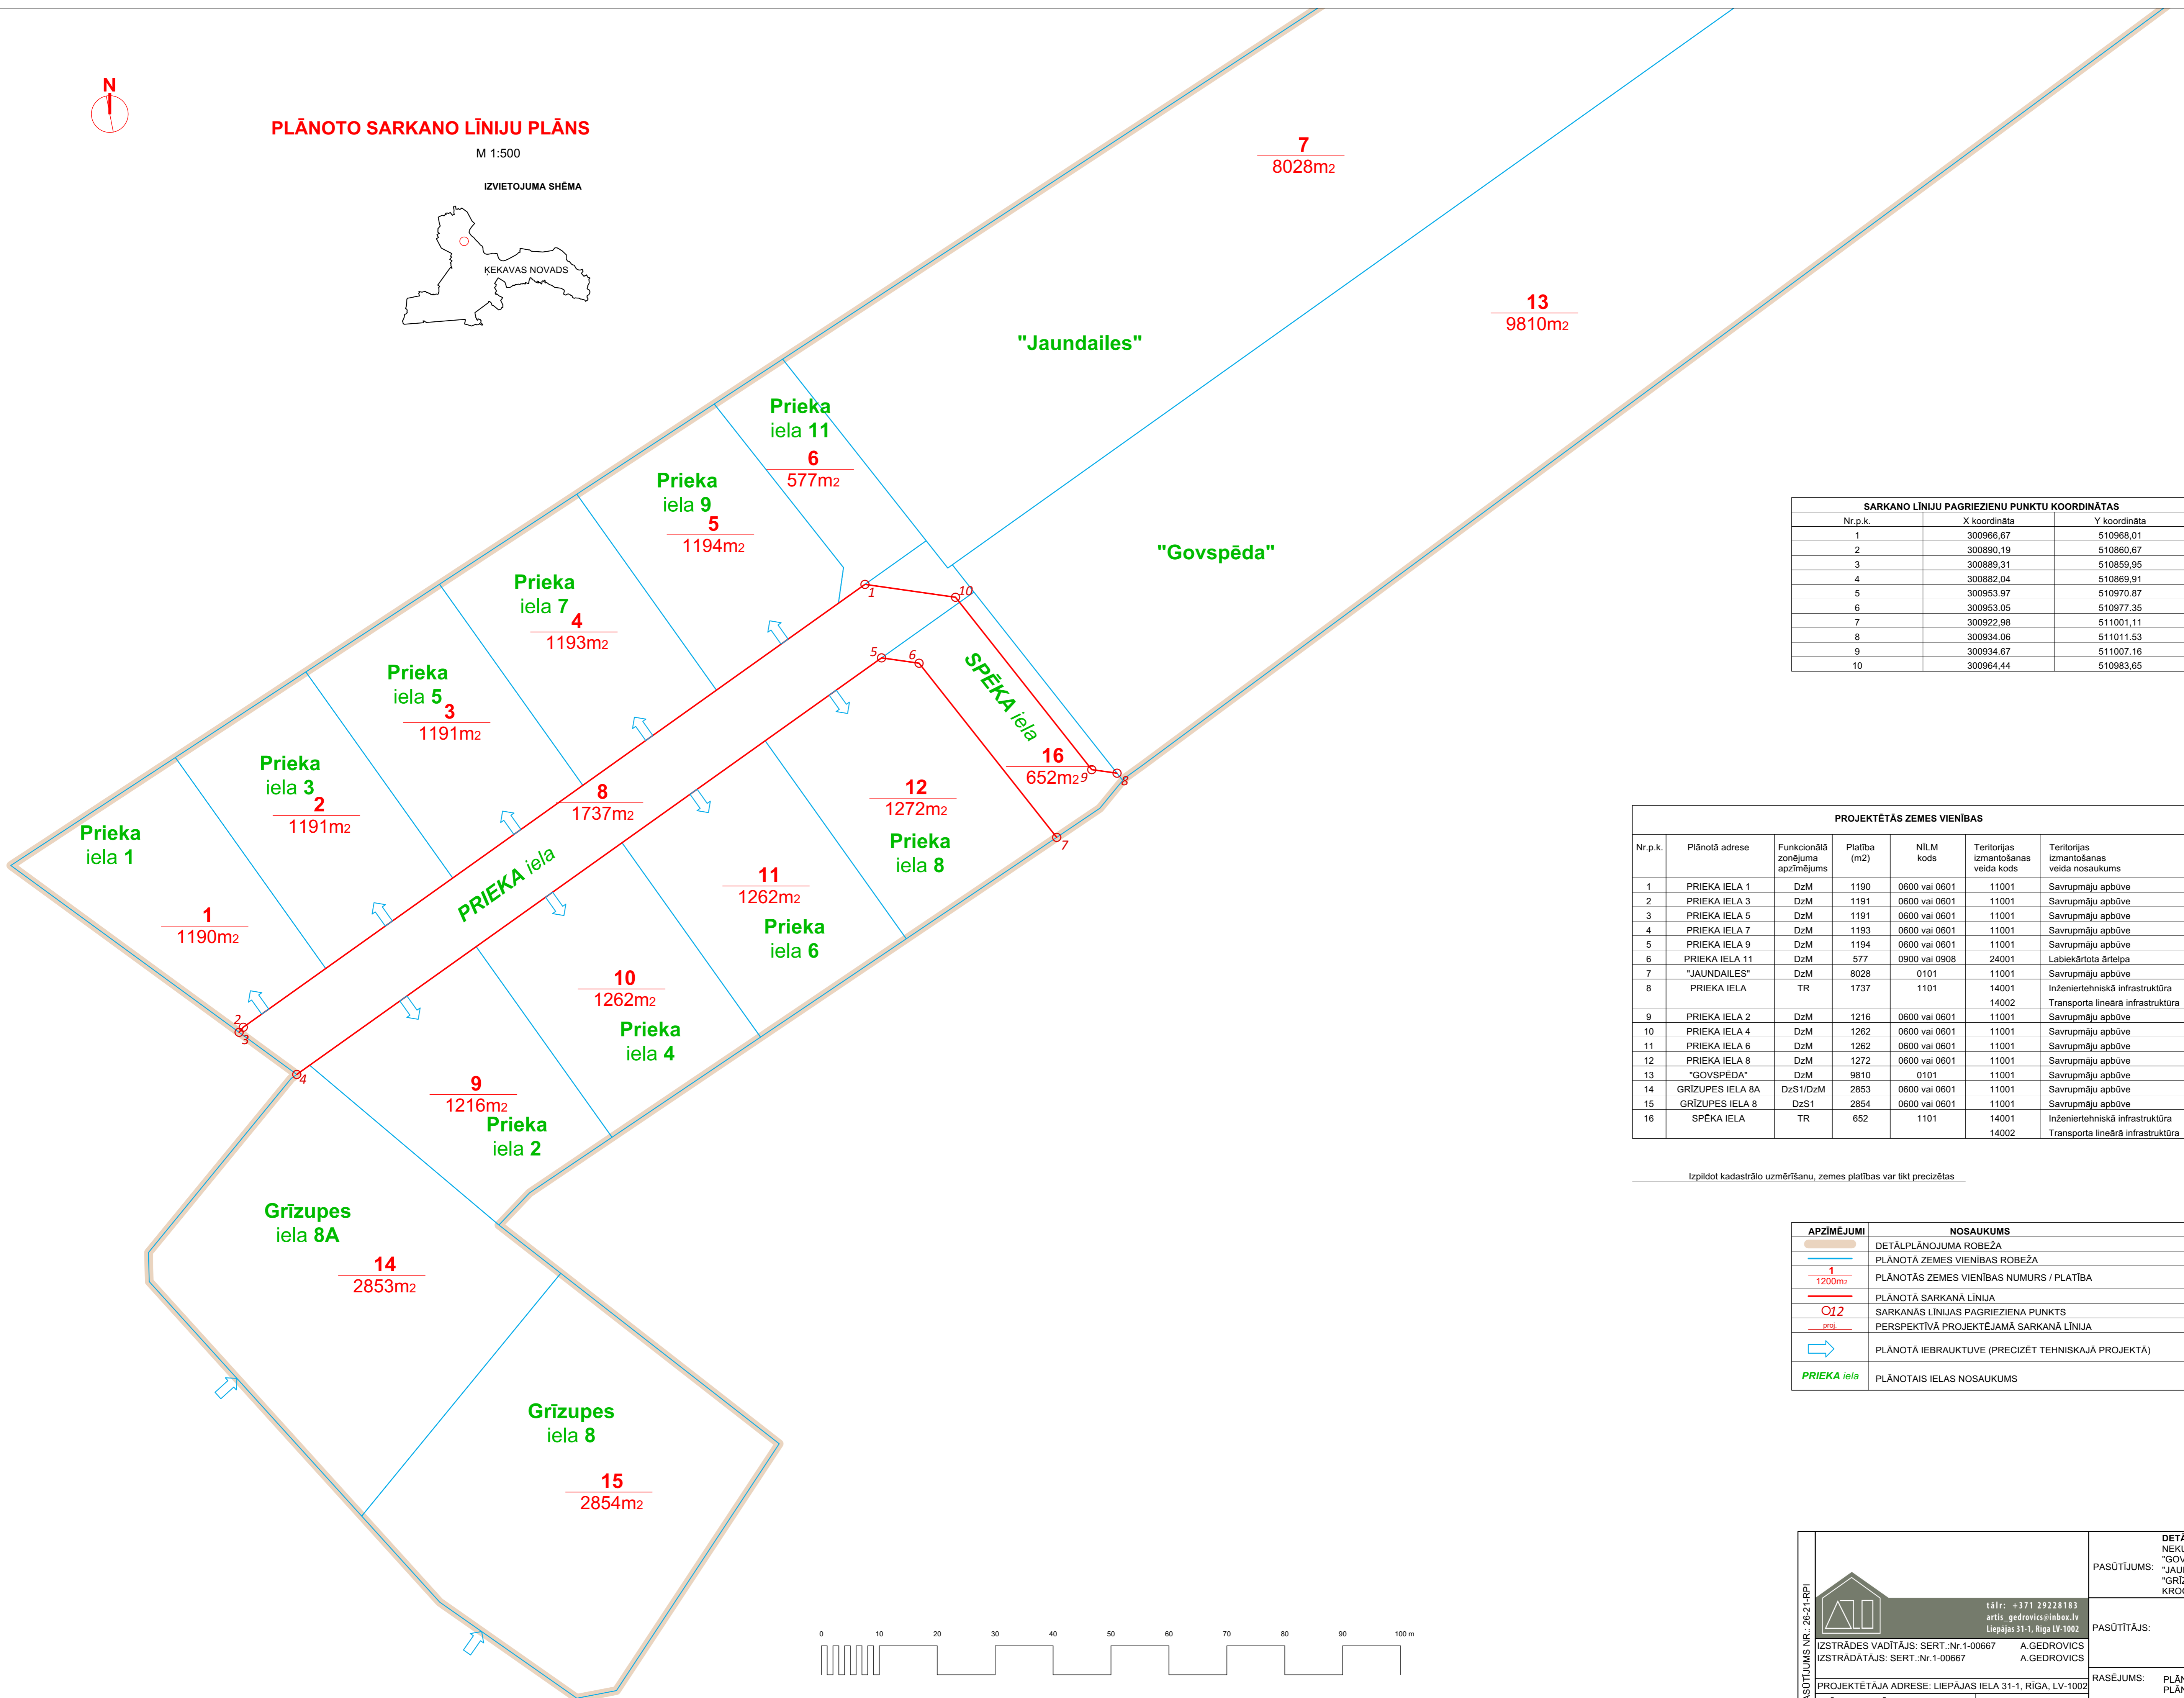 N
PLĀNOTO SARKANO LĪNIJU PLĀNS
M 1:500
IZVIETOJUMA SHĒMA
ĶEKAVAS NOVADS
7
8028m2
13
9810m2
"Jaundailes"
"Govspēda"
Prieka
iela 11
6
577m2
Prieka
iela 9
5
1194m2
Prieka
iela 7
4
1193m2
Prieka
iela 5
3
1191m2
Prieka
iela 3
2
1191m2
Prieka
iela 1
1
1190m2
8
1737m2
PRIEKA iela
SPĒKA iela
16
652m2
12
1272m2
Prieka
iela 8
11
1262m2
Prieka
iela 6
10
1262m2
Prieka
iela 4
9
1216m2
Prieka
iela 2
Grīzupes
iela 8A
14
2853m2
Grīzupes
iela 8
15
2854m2
1
2
3
4
5
6
7
8
9
10
0 10 20 30 40 50 60 70 80 90 100 m
SARKANO LĪNIJU PAGRIEZIENU PUNKTU KOORDINĀTAS
Nr.p.k. X koordināta Y koordināta
1 300966,67 510968,01
2 300890,19 510860,67
3 300889,31 510859,95
4 300882,04 510869,91
5 300953.97 510970.87
6 300953.05 510977.35
7 300922,98 511001,11
8 300934.06 511011.53
9 300934.67 511007.16
10 300964,44 510983,65
PROJEKTĒTĀS ZEMES VIENĪBAS
Nr.p.k. Plānotā adrese Funkcionālā Platība NĪLM Teritorijas Teritorijas
zonējuma (m2) kods izmantošanas izmantošanas
apzīmējums veida kods veida nosaukums
1 PRIEKA IELA 1 DzM 1190 0600 vai 0601 11001 Savrupmāju apbūve
2 PRIEKA IELA 3 DzM 1191 0600 vai 0601 11001 Savrupmāju apbūve
3 PRIEKA IELA 5 DzM 1191 0600 vai 0601 11001 Savrupmāju apbūve
4 PRIEKA IELA 7 DzM 1193 0600 vai 0601 11001 Savrupmāju apbūve
5 PRIEKA IELA 9 DzM 1194 0600 vai 0601 11001 Savrupmāju apbūve
6 PRIEKA IELA 11 DzM 577 0900 vai 0908 24001 Labiekārtota ārtelpa
7 "JAUNDAILES" DzM 8028 0101 11001 Savrupmāju apbūve
8 PRIEKA IELA TR 1737 1101 14001 Inženiertehniskā infrastruktūra
14002 Transporta lineārā infrastruktūra
9 PRIEKA IELA 2 DzM 1216 0600 vai 0601 11001 Savrupmāju apbūve
10 PRIEKA IELA 4 DzM 1262 0600 vai 0601 11001 Savrupmāju apbūve
11 PRIEKA IELA 6 DzM 1262 0600 vai 0601 11001 Savrupmāju apbūve
12 PRIEKA IELA 8 DzM 1272 0600 vai 0601 11001 Savrupmāju apbūve
13 "GOVSPĒDA" DzM 9810 0101 11001 Savrupmāju apbūve
14 GRĪZUPES IELA 8A DzS1/DzM 2853 0600 vai 0601 11001 Savrupmāju apbūve
15 GRĪZUPES IELA 8 DzS1 2854 0600 vai 0601 11001 Savrupmāju apbūve
16 SPĒKA IELA TR 652 1101 14001 Inženiertehniskā infrastruktūra
14002 Transporta lineārā infrastruktūra
Izpildot kadastrālo uzmērīšanu, zemes platības var tikt precizētas
APZĪMĒJUMI NOSAUKUMS
DETĀLPLĀNOJUMA ROBEŽA
PLĀNOTĀ ZEMES VIENĪBAS ROBEŽA
1
1200m2 PLĀNOTĀS ZEMES VIENĪBAS NUMURS / PLATĪBA
PLĀNOTĀ SARKANĀ LĪNIJA
12 SARKANĀS LĪNIJAS PAGRIEZIENA PUNKTS
proj. PERSPEKTĪVĀ PROJEKTĒJAMĀ SARKANĀ LĪNIJA
PLĀNOTĀ IEBRAUKTUVE (PRECIZĒT TEHNISKAJĀ PROJEKTĀ)
PRIEKA iela PLĀNOTAIS IELAS NOSAUKUMS
tālr: +371 29228183
artis_gedrovics@inbox.lv
Liepājas 31-1, Rīga LV-1002
IZSTRĀDES VADĪTĀJS: SERT.:Nr.1-00667 A.GEDROVICS
IZSTRĀDĀTĀJS: SERT.:Nr.1-00667 A.GEDROVICS
PROJEKTĒTĀJA ADRESE: LIEPĀJAS IELA 31-1, RĪGA, LV-1002
NR.: 26-21-RPI
PASŪTĪJUMS:
PASŪTĪTĀJS:
RASĒJUMS: